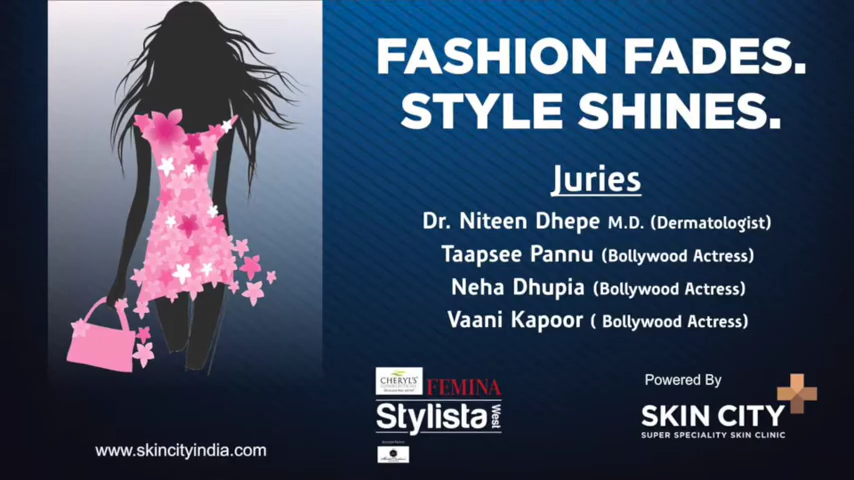 FASHION FADES.
STYLE SHINES.
Juries
Dr. Niteen Dhepe M.D. (Dermatologist)
Taapsee Pannu (Bollywood Actress)
Neha Dhupia (Bollywood Actress)
Vaani Kapoor ( Bollywood Actress)
CHERYL'S
FEMINA
Stylista West
Powered By
SKIN CITY
SUPER SPECIALITY SKIN CLINIC
www.skincityindia.com